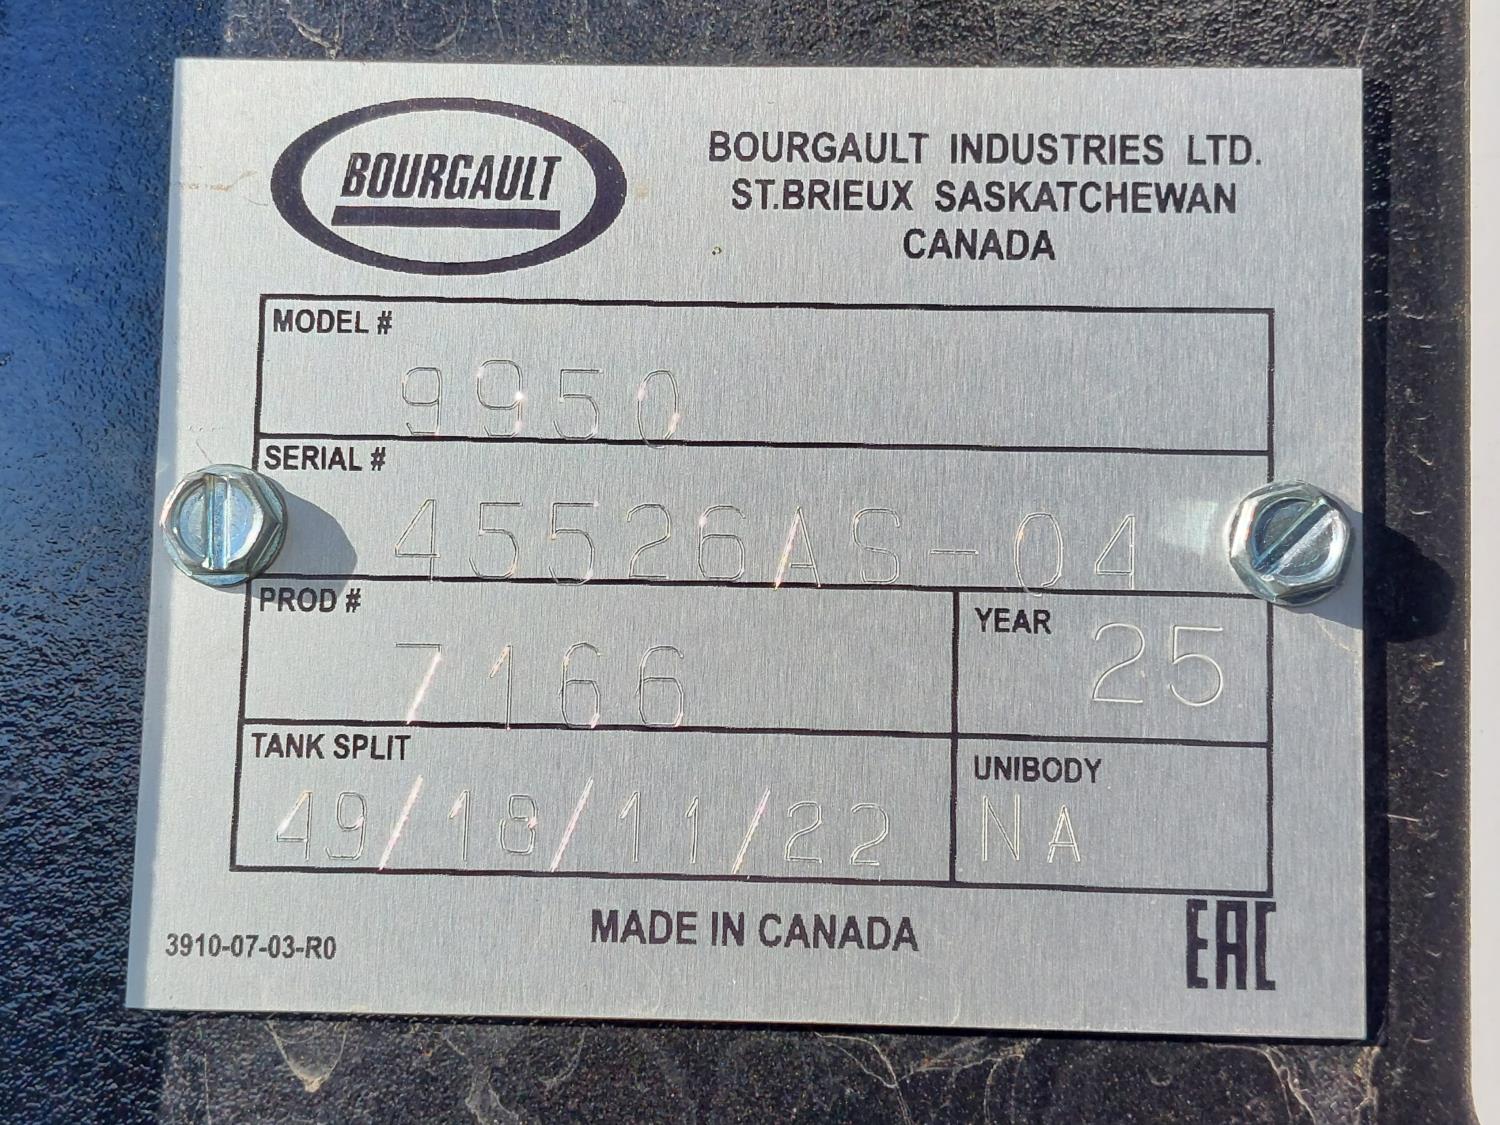 BOURGAULT
BOURGAULT INDUSTRIES LTD.
ST.BRIEUX SASKATCHEWAN
CANADA
MODEL #
9950
SERIAL #
45526AS-04
PROD #
7166
YEAR
25
TANK SPLIT
49/18/11/22
UNIBODY
NA
3910-07-03-R0
MADE IN CANADA
EAC